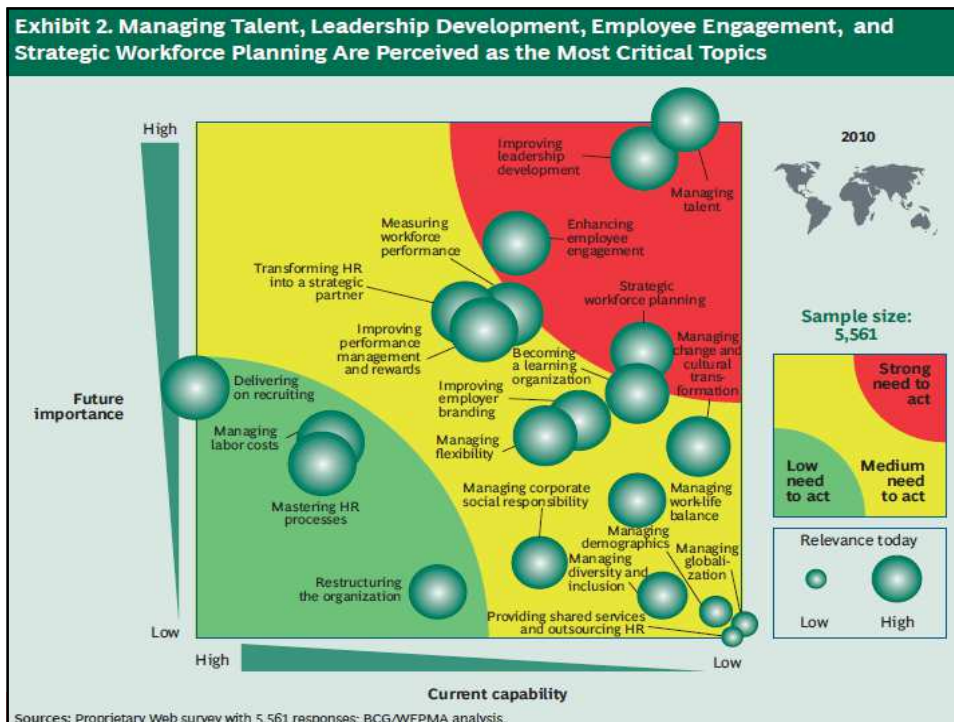 Exhibit 2. Managing Talent, Leadership Development, Employee Engagement, and
Strategic Workforce Planning Are Perceived as the Most Critical Topics
High
Future
importance
Low
Improving
leadership
development
Managing
talent
Measuring
workforce
performance
Enhancing
employee
engagement
Transforming HR
into a strategic
partner
Strategic
workforce planning
Improving
performance
management
and rewards
Becoming
a learning
organization
Managing
change and
cultural trans-
formation
Delivering
on recruiting
Improving
employer
branding
Managing
labor costs
Managing
flexibility
Mastering HR
processes
Managing corporate
social responsibility
Managing
work-life
balance
Managing
demographics
Managing
globali-
zation
Managing
diversity and
inclusion
Restructuring
the organization
Providing shared services
and outsourcing HR
High
Low
Current capability
2010
Sample size:
5,561
Strong
need to
act
Low
need
to act
Medium
need
to act
Relevance today
Low
High
Sources: Proprietary Web survey with 5,561 responses; BCG/WFPMA analysis.